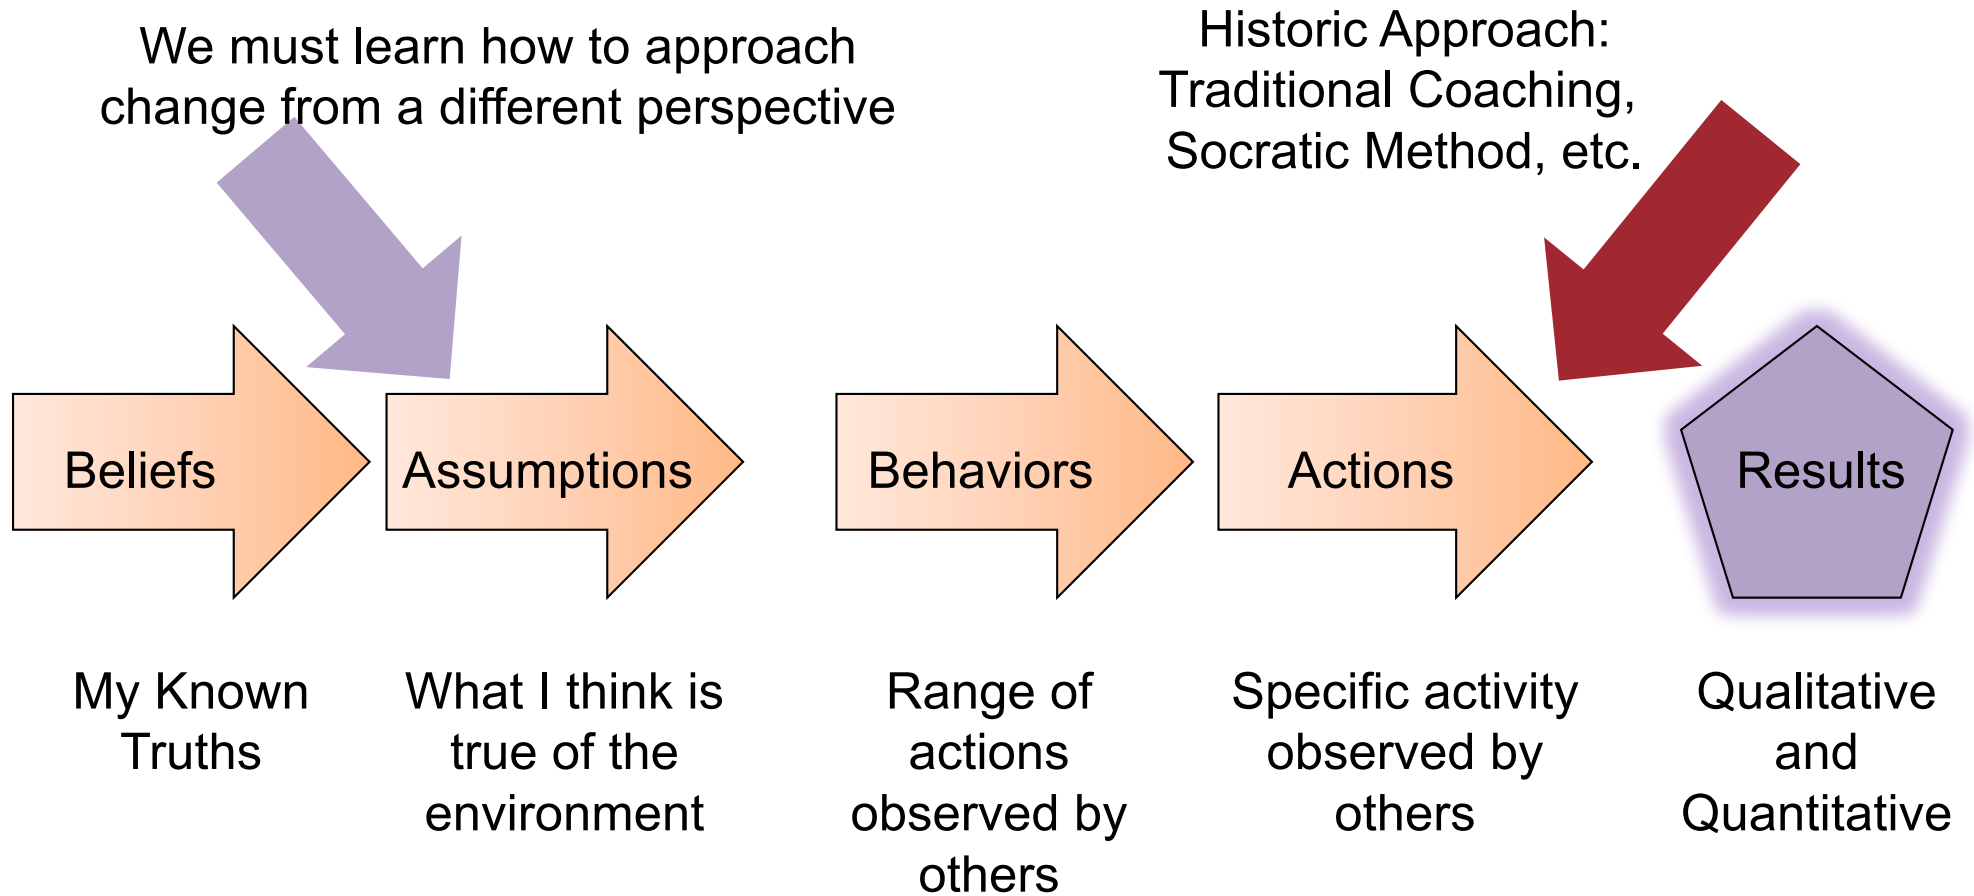 We must learn how to approach
change from a different perspective
Historic Approach:
Traditional Coaching,
Socratic Method, etc.
Beliefs
Assumptions
Behaviors
Actions
Results
My Known
Truths
What I think is
true of the
environment
Range of
actions
observed by
others
Specific activity
observed by
others
Qualitative
and
Quantitative